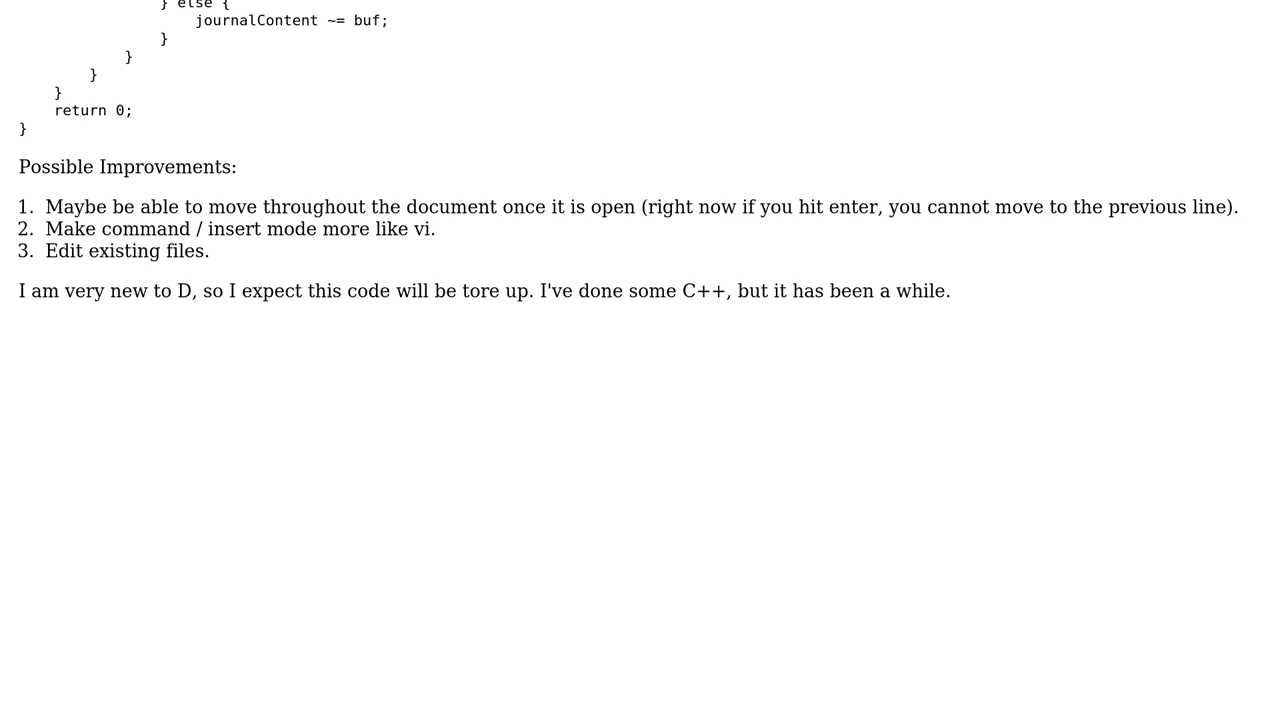 } else {
journalContent ~= buf;
}
}
}
}
return 0;
}
Possible Improvements:
1. Maybe be able to move throughout the document once it is open (right now if you hit enter, you cannot move to the previous line).
2. Make command / insert mode more like vi.
3. Edit existing files.
I am very new to D, so I expect this code will be tore up. I've done some C++, but it has been a while.